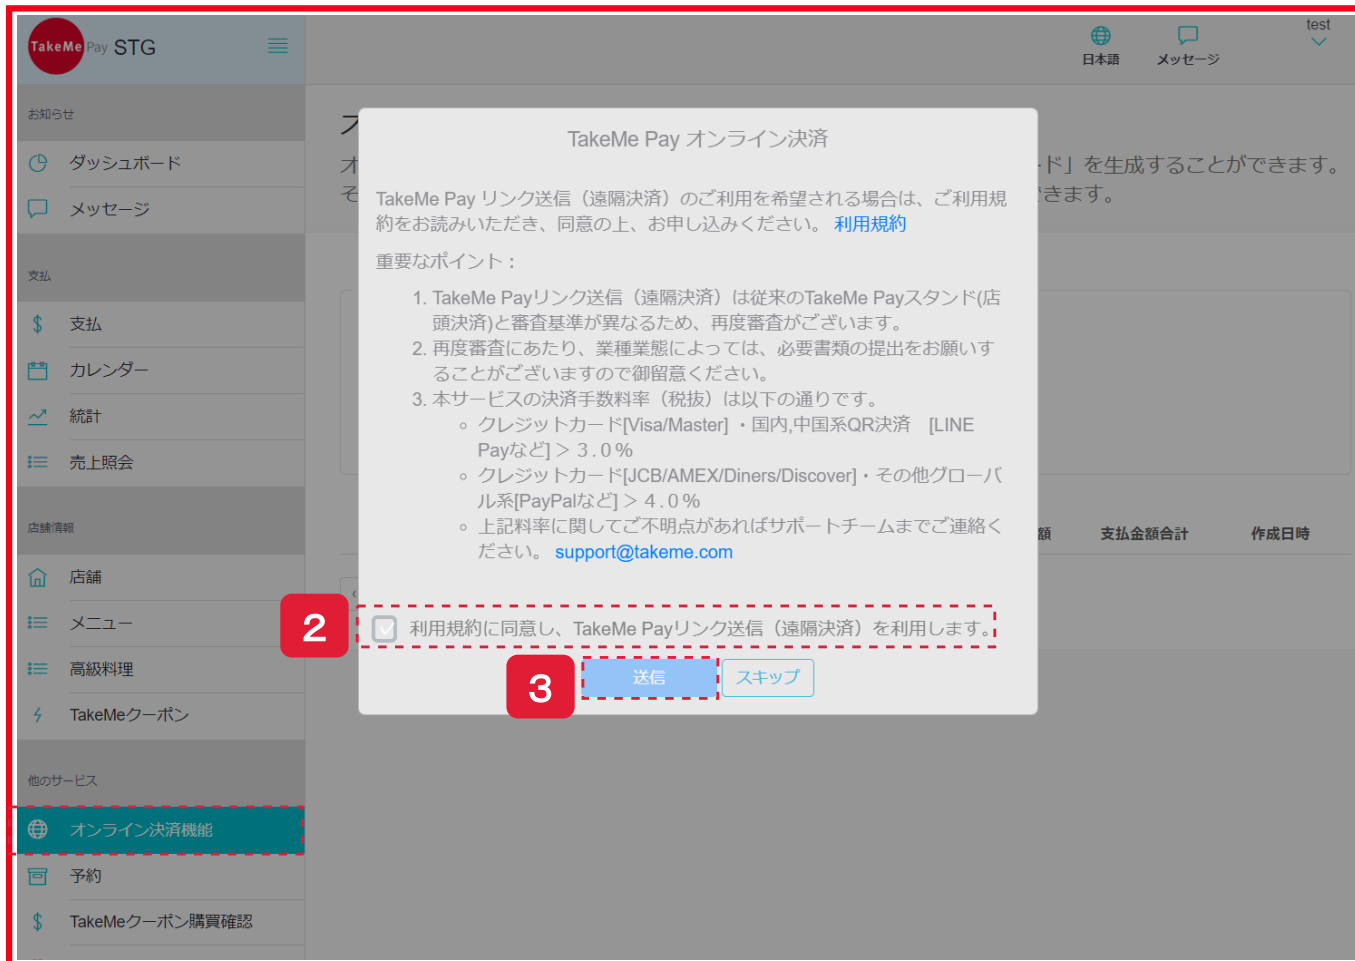 TakeMe Pay STG
日本語
メッセージ
test
お知らせ
ダッシュボード
メッセージ
支払
支払
カレンダー
統計
売上照会
店舗情報
店舗
メニュー
高級料理
TakeMeクーポン
他のサービス
オンライン決済機能
予約
TakeMeクーポン購買確認
ード」を生成することができます。
できます。
額
支払金額合計
作成日時
TakeMe Pay オンライン決済
TakeMe Pay リンク送信（遠隔決済）のご利用を希望される場合は、ご利用規
約をお読みいただき、同意の上、お申し込みください。 利用規約
重要なポイント：
1. TakeMe Payリンク送信（遠隔決済）は従来のTakeMe Payスタンド(店
頭決済)と審査基準が異なるため、再度審査がございます。
2. 再度審査にあたり、業種業態によっては、必要書類の提出をお願いす
ることがございますので御留意ください。
3. 本サービスの決済手数料率（税抜）は以下の通りです。
クレジットカード[Visa/Master] ・国内,中国系QR決済　[LINE
Payなど]＞３.０%
クレジットカード[JCB/AMEX/Diners/Discover]・その他グローバ
ル系[PayPalなど]＞４.０%
上記料率に関してご不明点があればサポートチームまでご連絡く
ださい。 support@takeme.com
2
利用規約に同意し、TakeMe Payリンク送信（遠隔決済）を利用します。
3
送信
スキップ